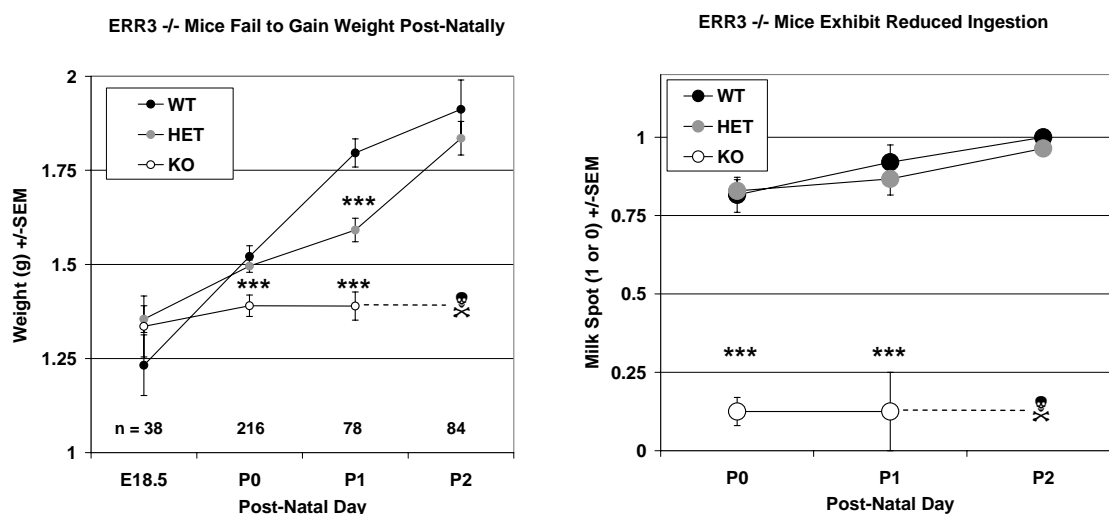 ERR3 -/- Mice Fail to Gain Weight Post-Natally
2
WT
HET
KO
1.75
***
1.5
***
***
1.25
n = 38
216
78
84
1
E18.5
P0
P1
P2
Post-Natal Day
Weight (g) +/-SEM
ERR3 -/- Mice Exhibit Reduced Ingestion
WT
HET
KO
1
0.75
0.5
***
***
0.25
0
P0
P1
P2
Post-Natal Day
Milk Spot (1 or 0) +/-SEM